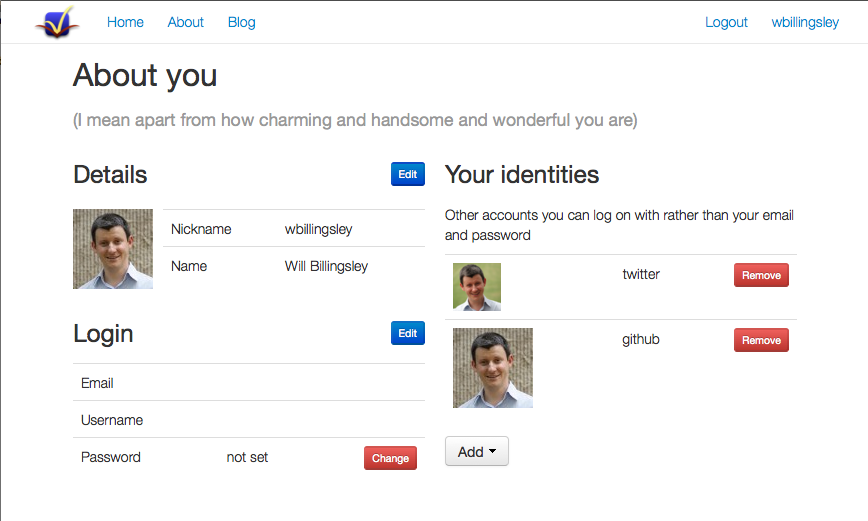 Home About Blog Logout wbillingsley
About you
(I mean apart from how charming and handsome and wonderful you are)
Details Edit
Nickname wbillingsley
Name Will Billingsley
Login Edit
Email
Username
Password not set Change
Your identities
Other accounts you can log on with rather than your email
and password
twitter Remove
github Remove
Add